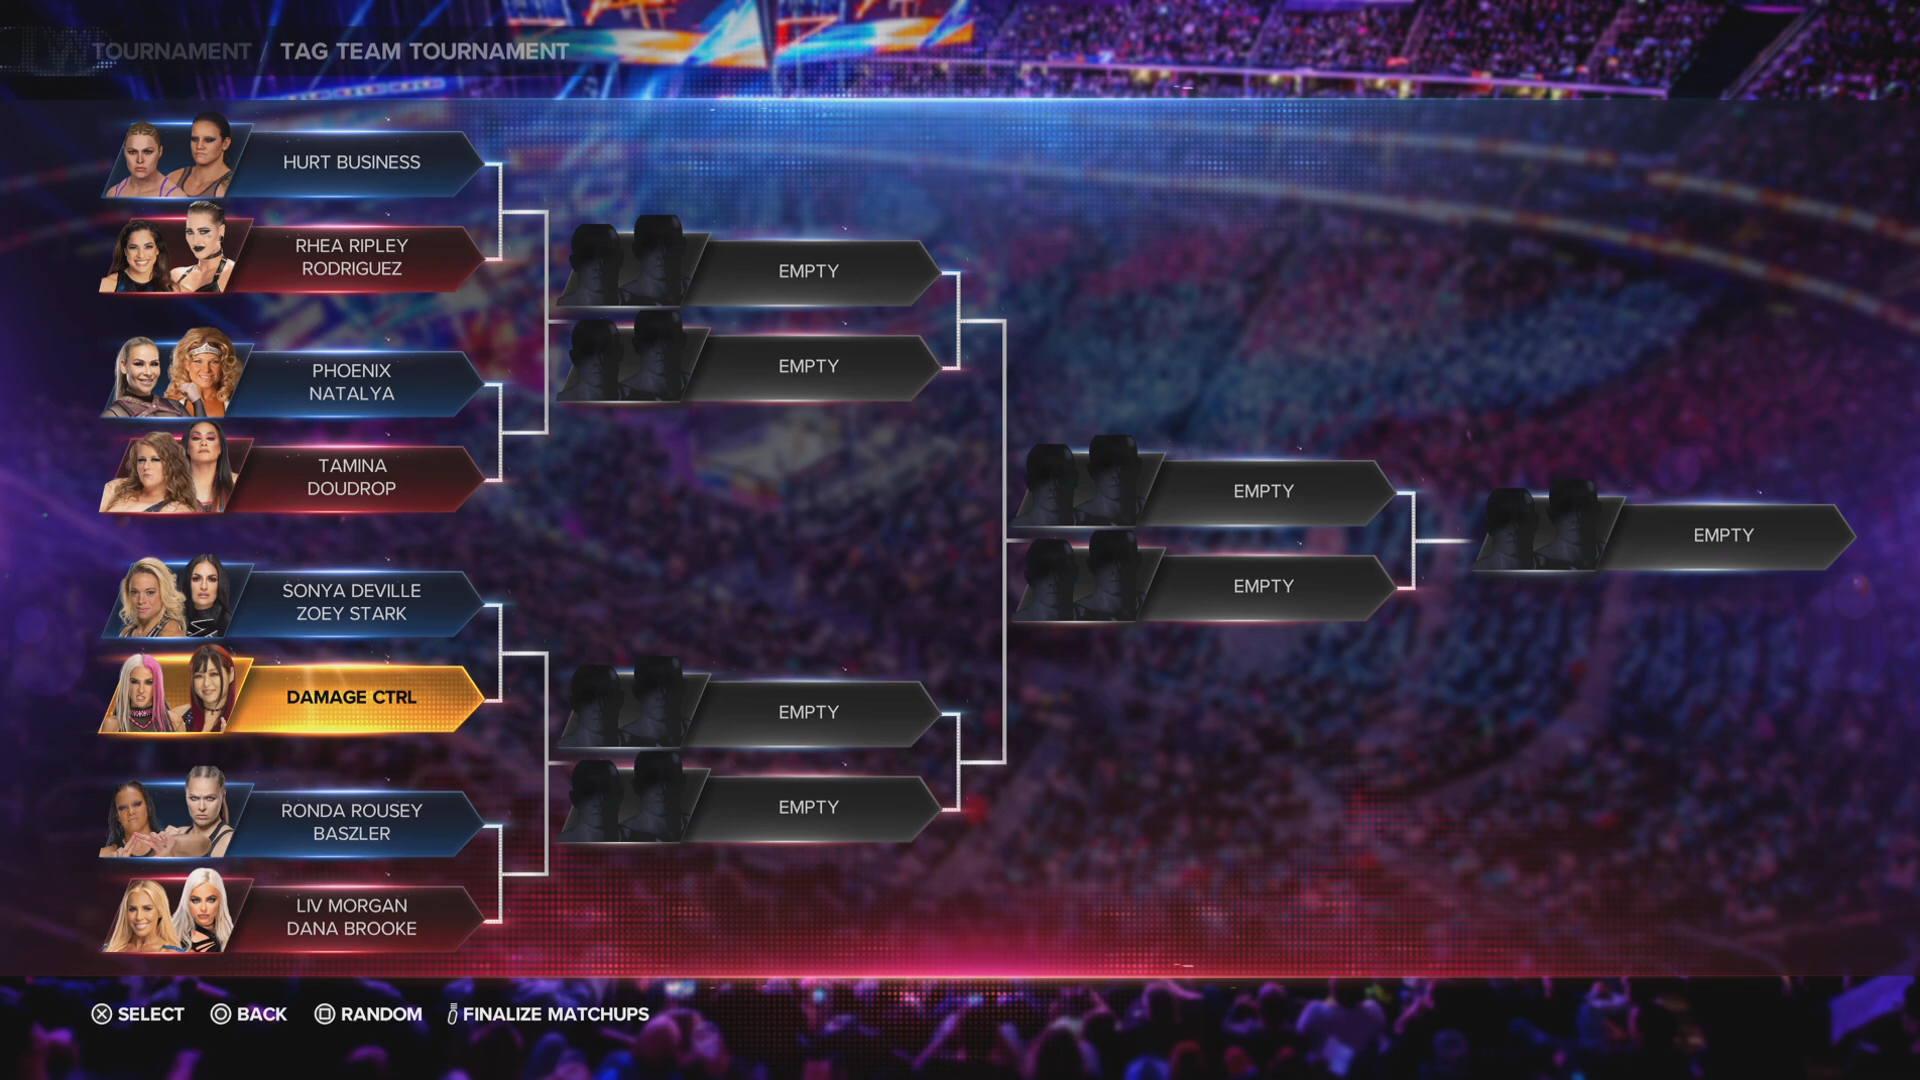 TOURNAMENT / TAG TEAM TOURNAMENT
HURT BUSINESS
RHEA RIPLEY
RODRIGUEZ
PHOENIX
NATALYA
TAMINA
DOUDROP
SONYA DEVILLE
ZOEY STARK
DAMAGE CTRL
RONDA ROUSEY
BASZLER
LIV MORGAN
DANA BROOKE
EMPTY
EMPTY
EMPTY
EMPTY
EMPTY
EMPTY
EMPTY
SELECT
BACK
RANDOM
FINALIZE MATCHUPS